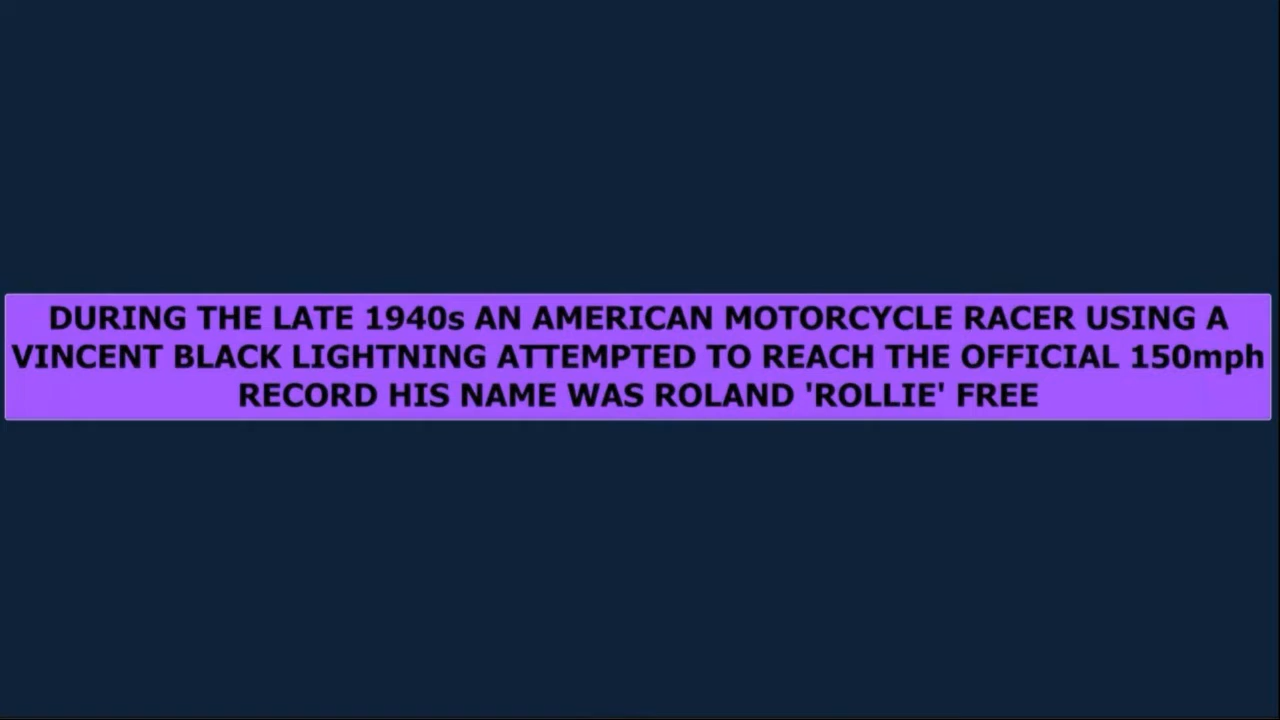 DURING THE LATE 1940s AN AMERICAN MOTORCYCLE RACER USING A
VINCENT BLACK LIGHTNING ATTEMPTED TO REACH THE OFFICIAL 150mph
RECORD HIS NAME WAS ROLAND 'ROLLIE' FREE